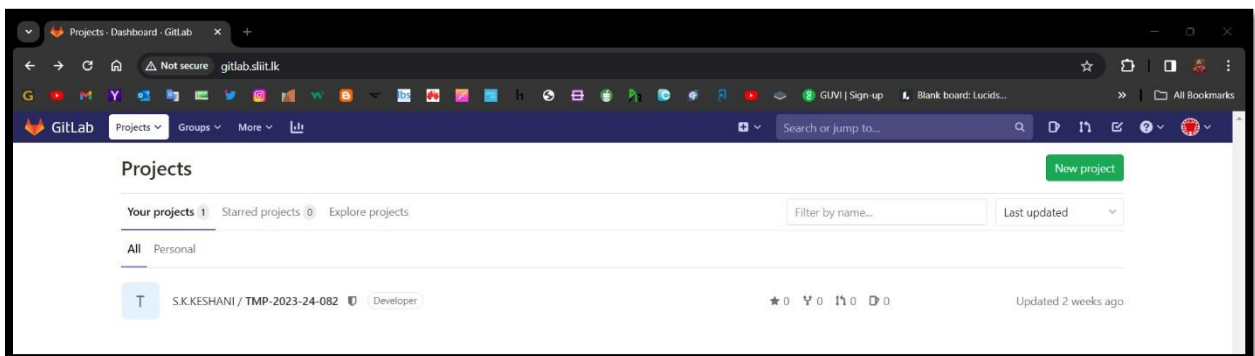 Projects · Dashboard · GitLab
Not secure gitlab.sliit.lk
GUVI | Sign-up Blank board: Lucids... All Bookmarks
GitLab Projects Groups More Search or jump to...
Projects New project
Your projects 1 Starred projects 0 Explore projects Filter by name... Last updated
All Personal
T S.K.KESHANI / TMP-2023-24-082 Developer 0 0 0 0 Updated 2 weeks ago